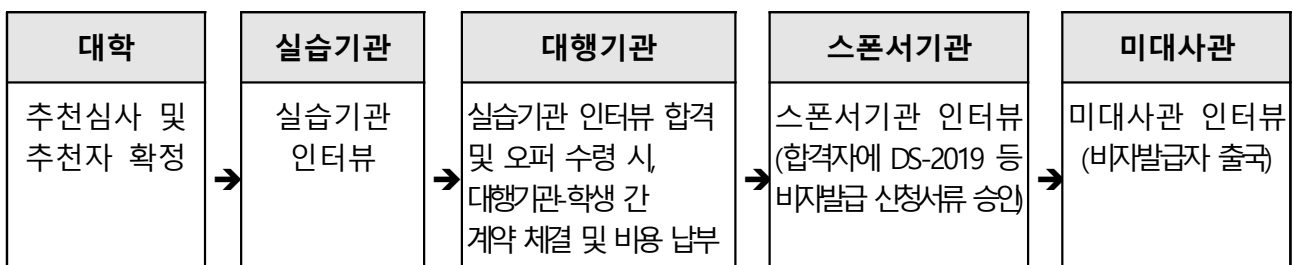 대학
추천심사 및
추천자 확정
➔
실습기관
실습기관
인터뷰
➔
대행기관
실습기관 인터뷰 합격
및 오퍼 수령 시,
대행기관-학생 간
계약 체결 및 비용 납부
➔
스폰서기관
스폰서기관 인터뷰
(합격자에 DS-2019 등
비자발급 신청서류 승인)
➔
미대사관
미대사관 인터뷰
(비자발급자 출국)